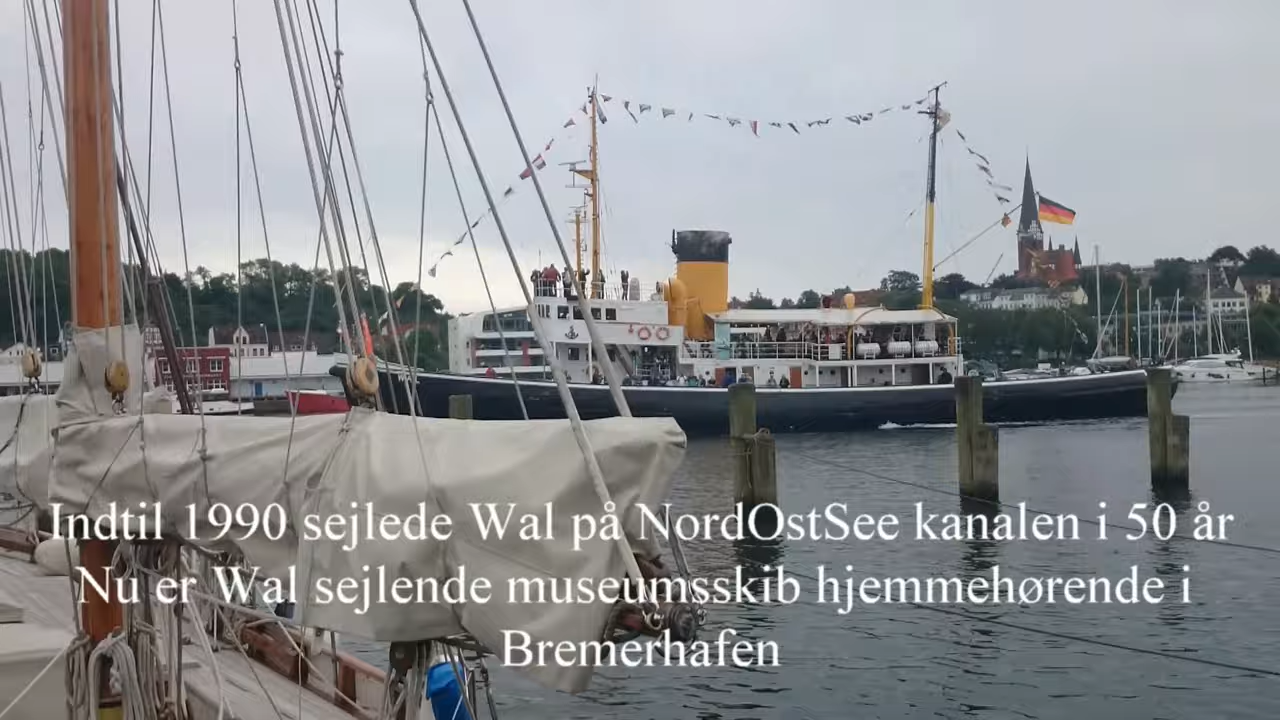 Indtil 1990 sejlede Wal på NordOstSee kanalen i 50 år
Nu er Wal sejlende museumsskib hjemmehørende i
Bremerhafen